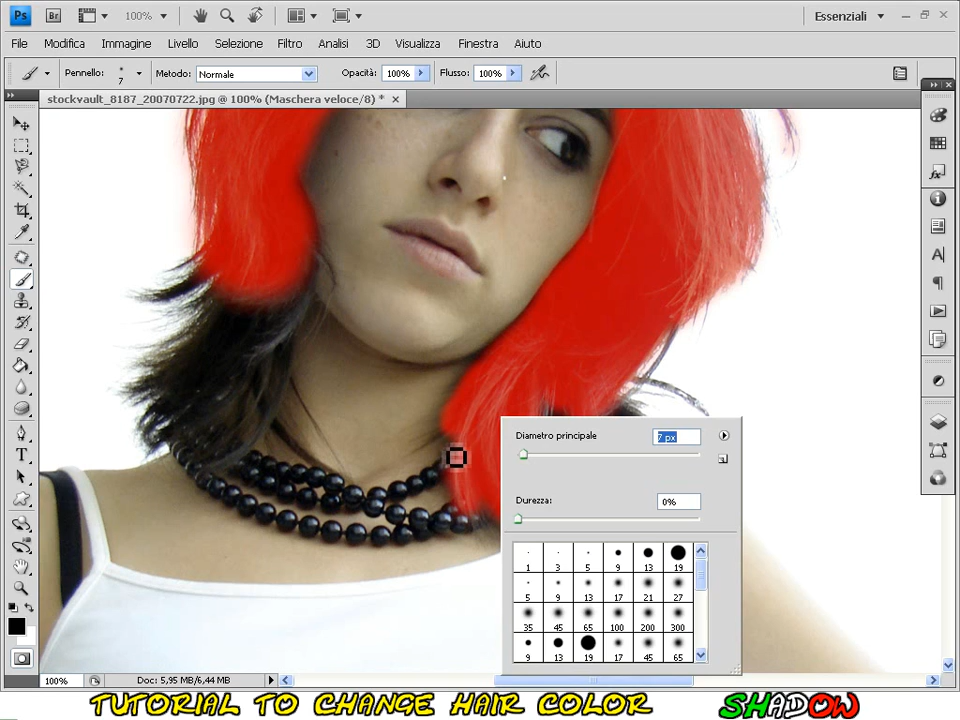 Ps Br 100% Essenziali
File Modifica Immagine Livello Selezione Filtro Analisi 3D Visualizza Finestra Aiuto
Pennello: 7 Metodo: Normale Opacità: 100% Flusso: 100%
stockvault_8187_20070722.jpg @ 100% (Maschera veloce/8) *
Diametro principale 7 px
Durezza: 0%
1 3 5 9 13 19
5 9 13 17 21 27
35 45 65 100 200 300
9 13 19 17 45 65
100% Doc: 5,95 MB/6,44 MB
TUTORIAL TO CHANGE HAIR COLOR SHADOW